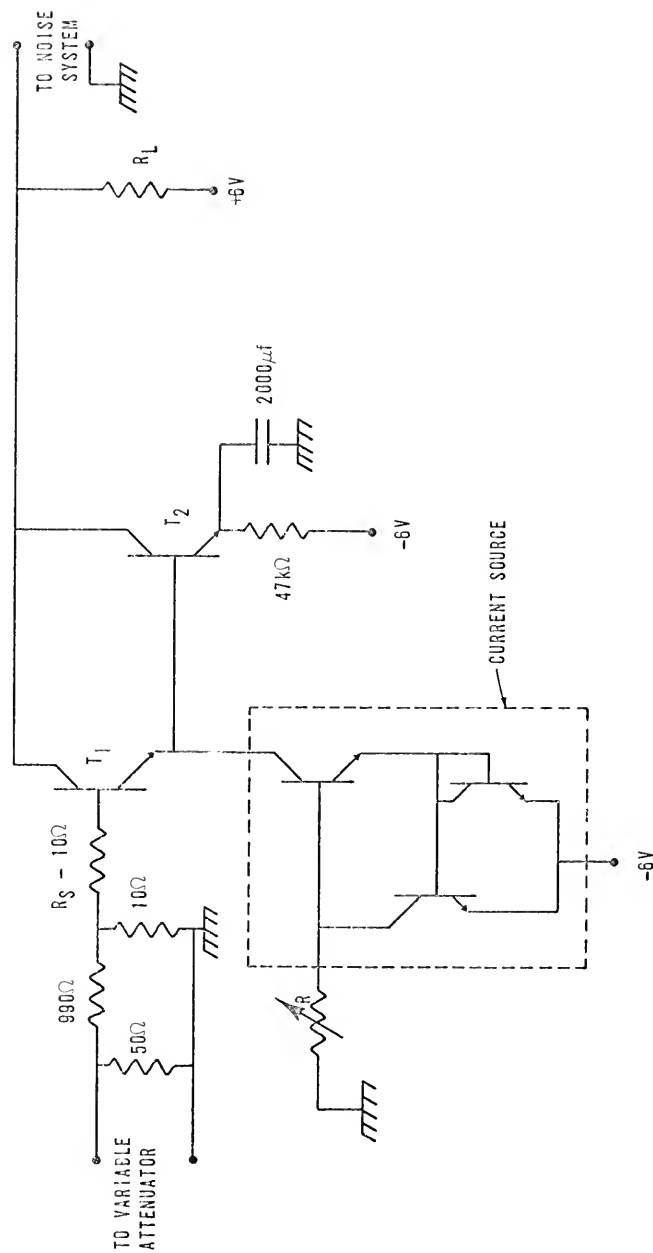 TO VARIABLE
ATTENUATOR
50Ω
990Ω
10Ω
R_S - 10Ω
T_1
T_2
R
47kΩ
-6V
2000µf
R_L
+6V
TO NOISE
SYSTEM
CURRENT SOURCE
-6V